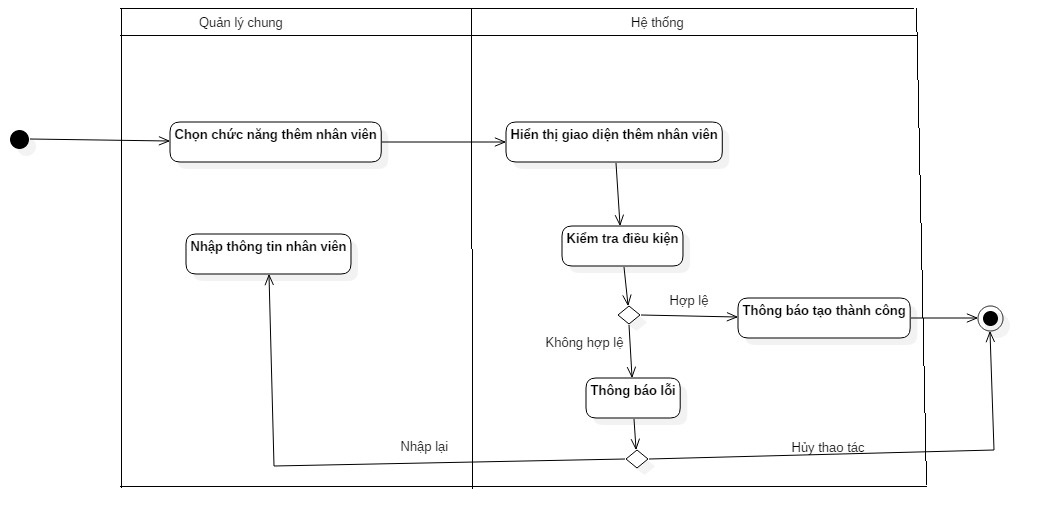 Quản lý chung
Hệ thống
Chọn chức năng thêm nhân viên
Hiển thị giao diện thêm nhân viên
Nhập thông tin nhân viên
Kiểm tra điều kiện
Hợp lệ
Thông báo tạo thành công
Không hợp lệ
Thông báo lỗi
Nhập lại
Hủy thao tác